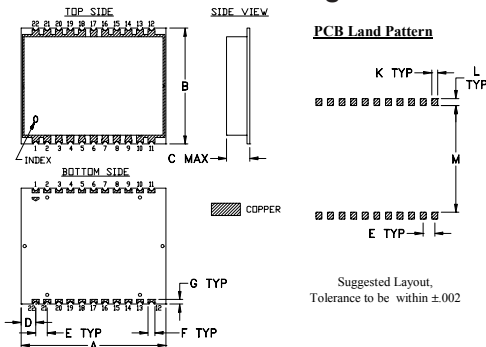 TOP SIDE
SIDE VIEW
22 21 20 19 18 17 16 15 14 13 12
B
INDEX
1 2 3 4 5 6 7 8 9 10 11
C MAX
BOTTOM SIDE
1 2 3 4 5 6 7 8 9 10 11
COPPER
G TYP
22 21 20 19 18 17 16 15 14 13 12
D
E TYP
F TYP
A
PCB Land Pattern
K TYP
L
TYP
M
E TYP
Suggested Layout,
Tolerance to be within ±.002